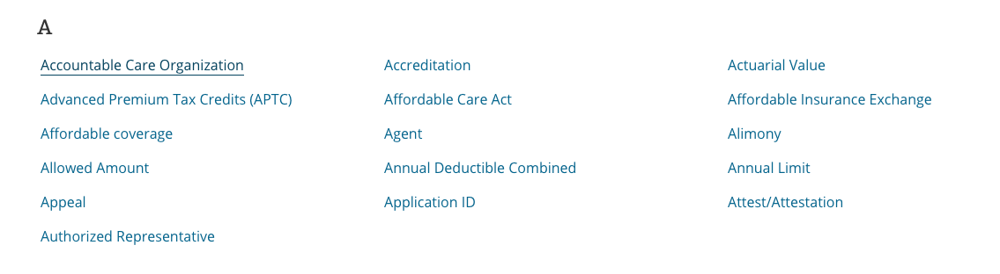 A
Accountable Care Organization Accreditation Actuarial Value
Advanced Premium Tax Credits (APTC) Affordable Care Act Affordable Insurance Exchange
Affordable coverage Agent Alimony
Allowed Amount Annual Deductible Combined Annual Limit
Appeal Application ID Attest/Attestation
Authorized Representative